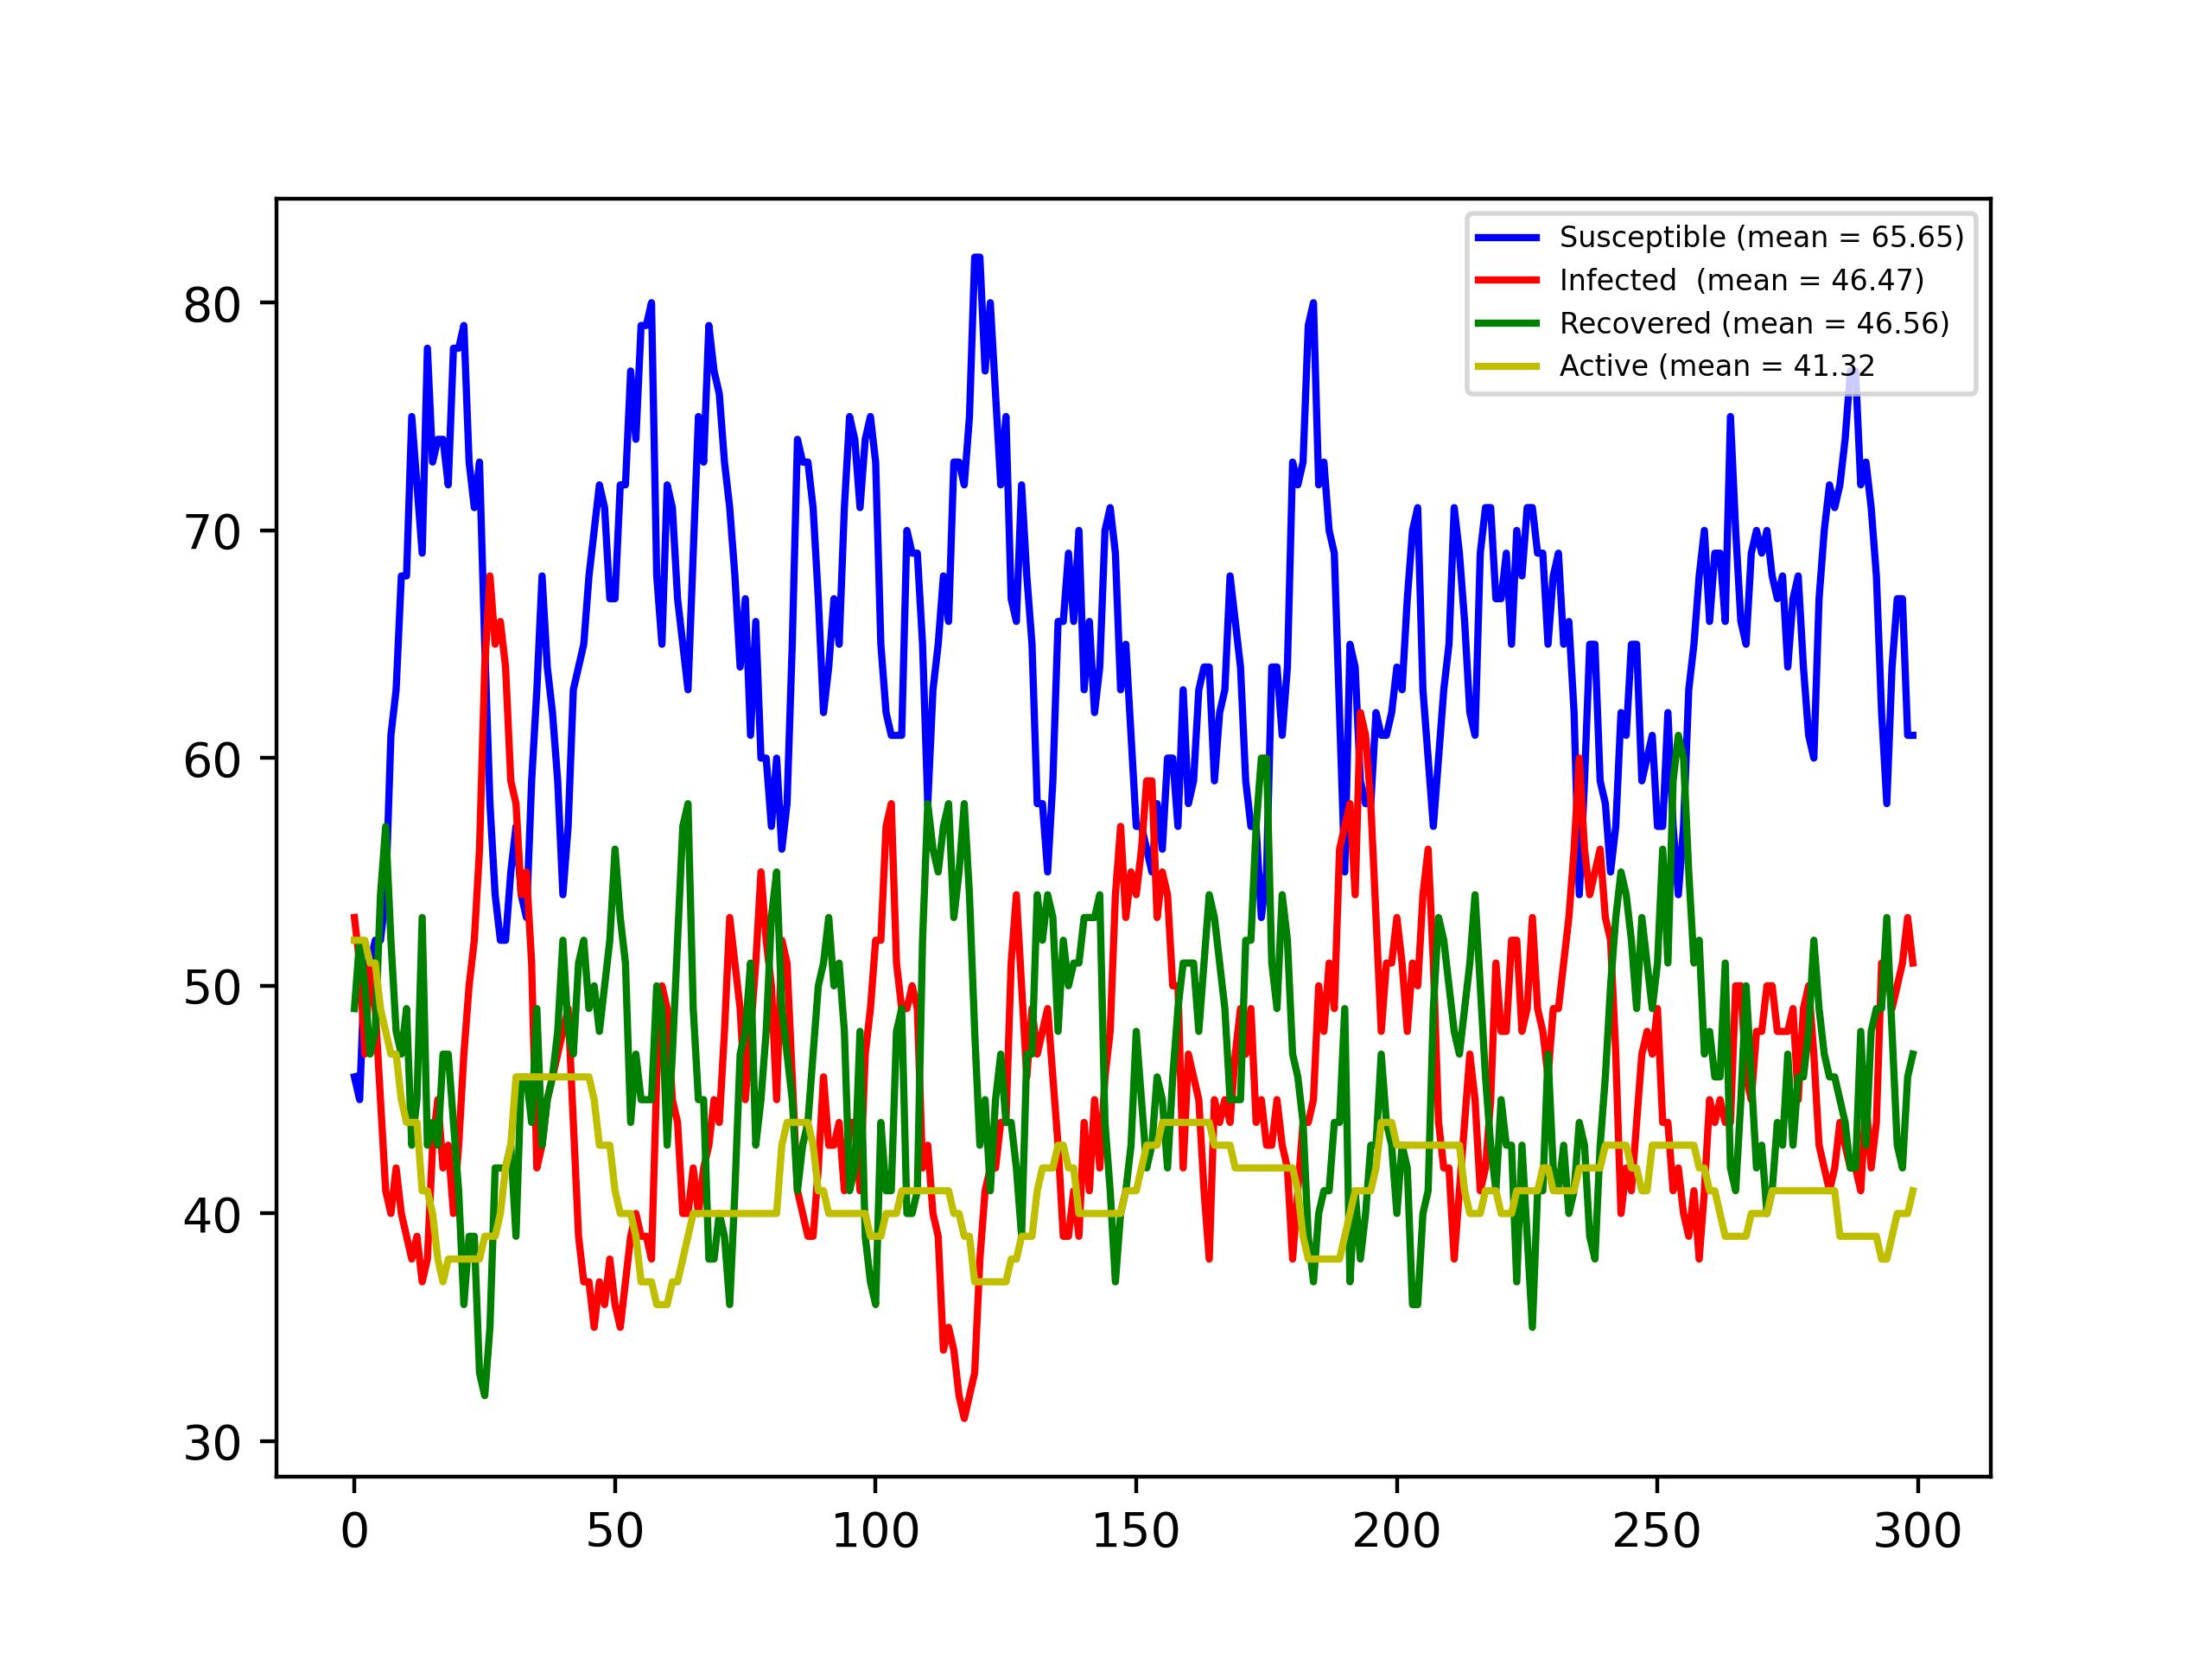 Susceptible (mean = 65.65)
Infected  (mean = 46.47)
Recovered (mean = 46.56)
Active (mean = 41.32
80
70
60
50
40
30
0 50 100 150 200 250 300